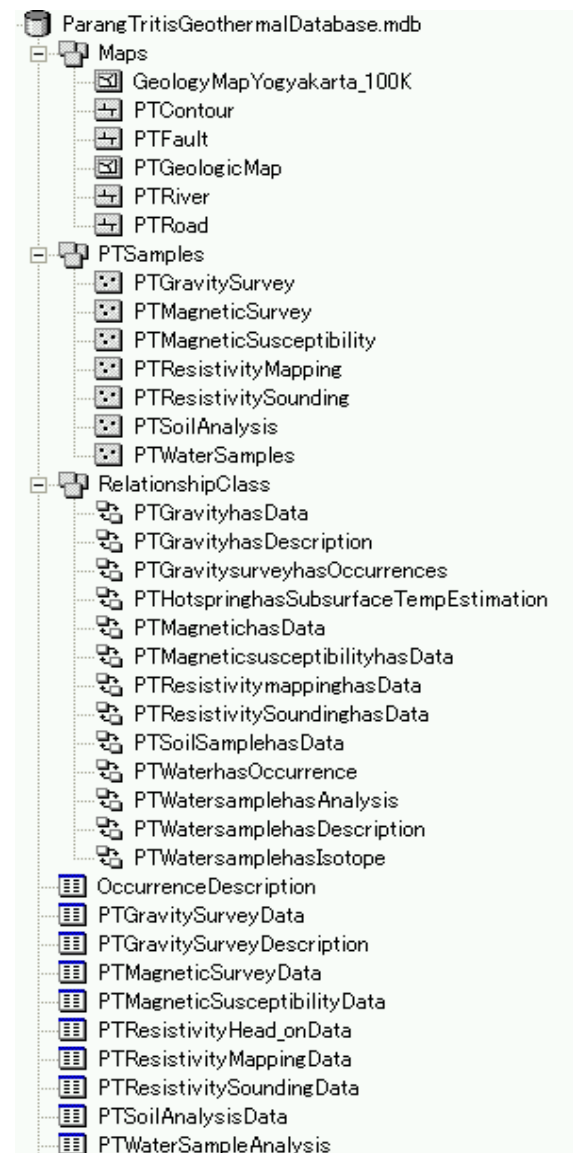 ParangTritisGeothermalDatabase.mdb
Maps
GeologyMapYogyakarta_100K
PTContour
PTFault
PTGeologicMap
PTRiver
PTRoad
PTSamples
PTGravitySurvey
PTMagneticSurvey
PTMagneticSusceptibility
PTResistivityMapping
PTResistivitySounding
PTSoilAnalysis
PTWaterSamples
RelationshipClass
PTGravityhasData
PTGravityhasDescription
PTGravitysurveyhasOccurrences
PTHotspringhasSubsurfaceTempEstimation
PTMagnetichasData
PTMagneticsusceptibilityhasData
PTResistivitymappinghasData
PTResistivitySoundinghasData
PTSoilSamplehasData
PTWaterhasOccurrence
PTWatersamplehasAnalysis
PTWatersamplehasDescription
PTWatersamplehasIsotope
OccurrenceDescription
PTGravitySurveyData
PTGravitySurveyDescription
PTMagneticSurveyData
PTMagneticSusceptibilityData
PTResistivityHead_onData
PTResistivityMappingData
PTResistivitySoundingData
PTSoilAnalysisData
PTWaterSampleAnalysis